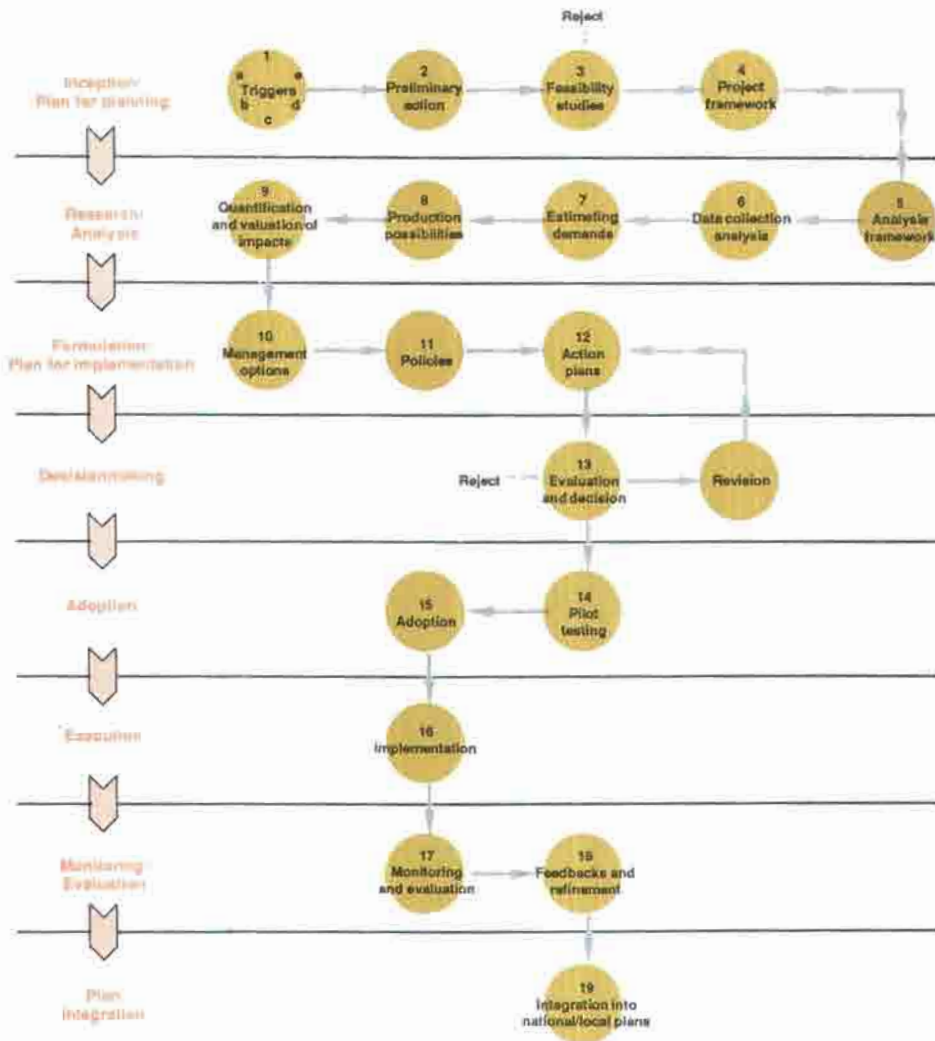 Reject
Inception/
Plan for planning
1
a
e
Triggers
b
d
c
2
Preliminary
action
3
Feasibility
studies
4
Project
framework
Research/
Analysis
9
Quantification
and valuation of
impacts
8
Production
possibilities
7
Estimating
demands
6
Data collection
analysis
5
Analysis
framework
Formulation/
Plan for implementation
10
Management
options
11
Policies
12
Action
plans
Decisionmaking
Reject
13
Evaluation
and decision
Revision
Adoption
15
Adoption
14
Pilot
testing
Execution
16
Implementation
Monitoring/
Evaluation
17
Monitoring
and evaluation
18
Feedbacks and
refinement
Plan
integration
19
Integration into
national/local plans